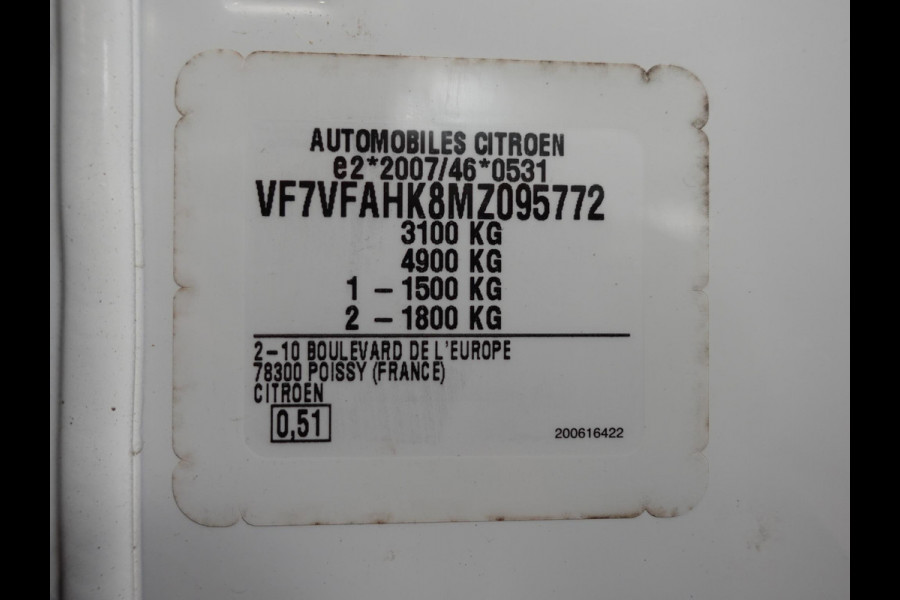 AUTOMOBILES CITROEN
e2*2007/46*0531
VF7VFAHK8MZ095772
3100 KG
4900 KG
1 - 1500 KG
2 - 1800 KG
2-10 BOULEVARD DE L'EUROPE
78300 POISSY (FRANCE)
CITROEN
0,51
200616422